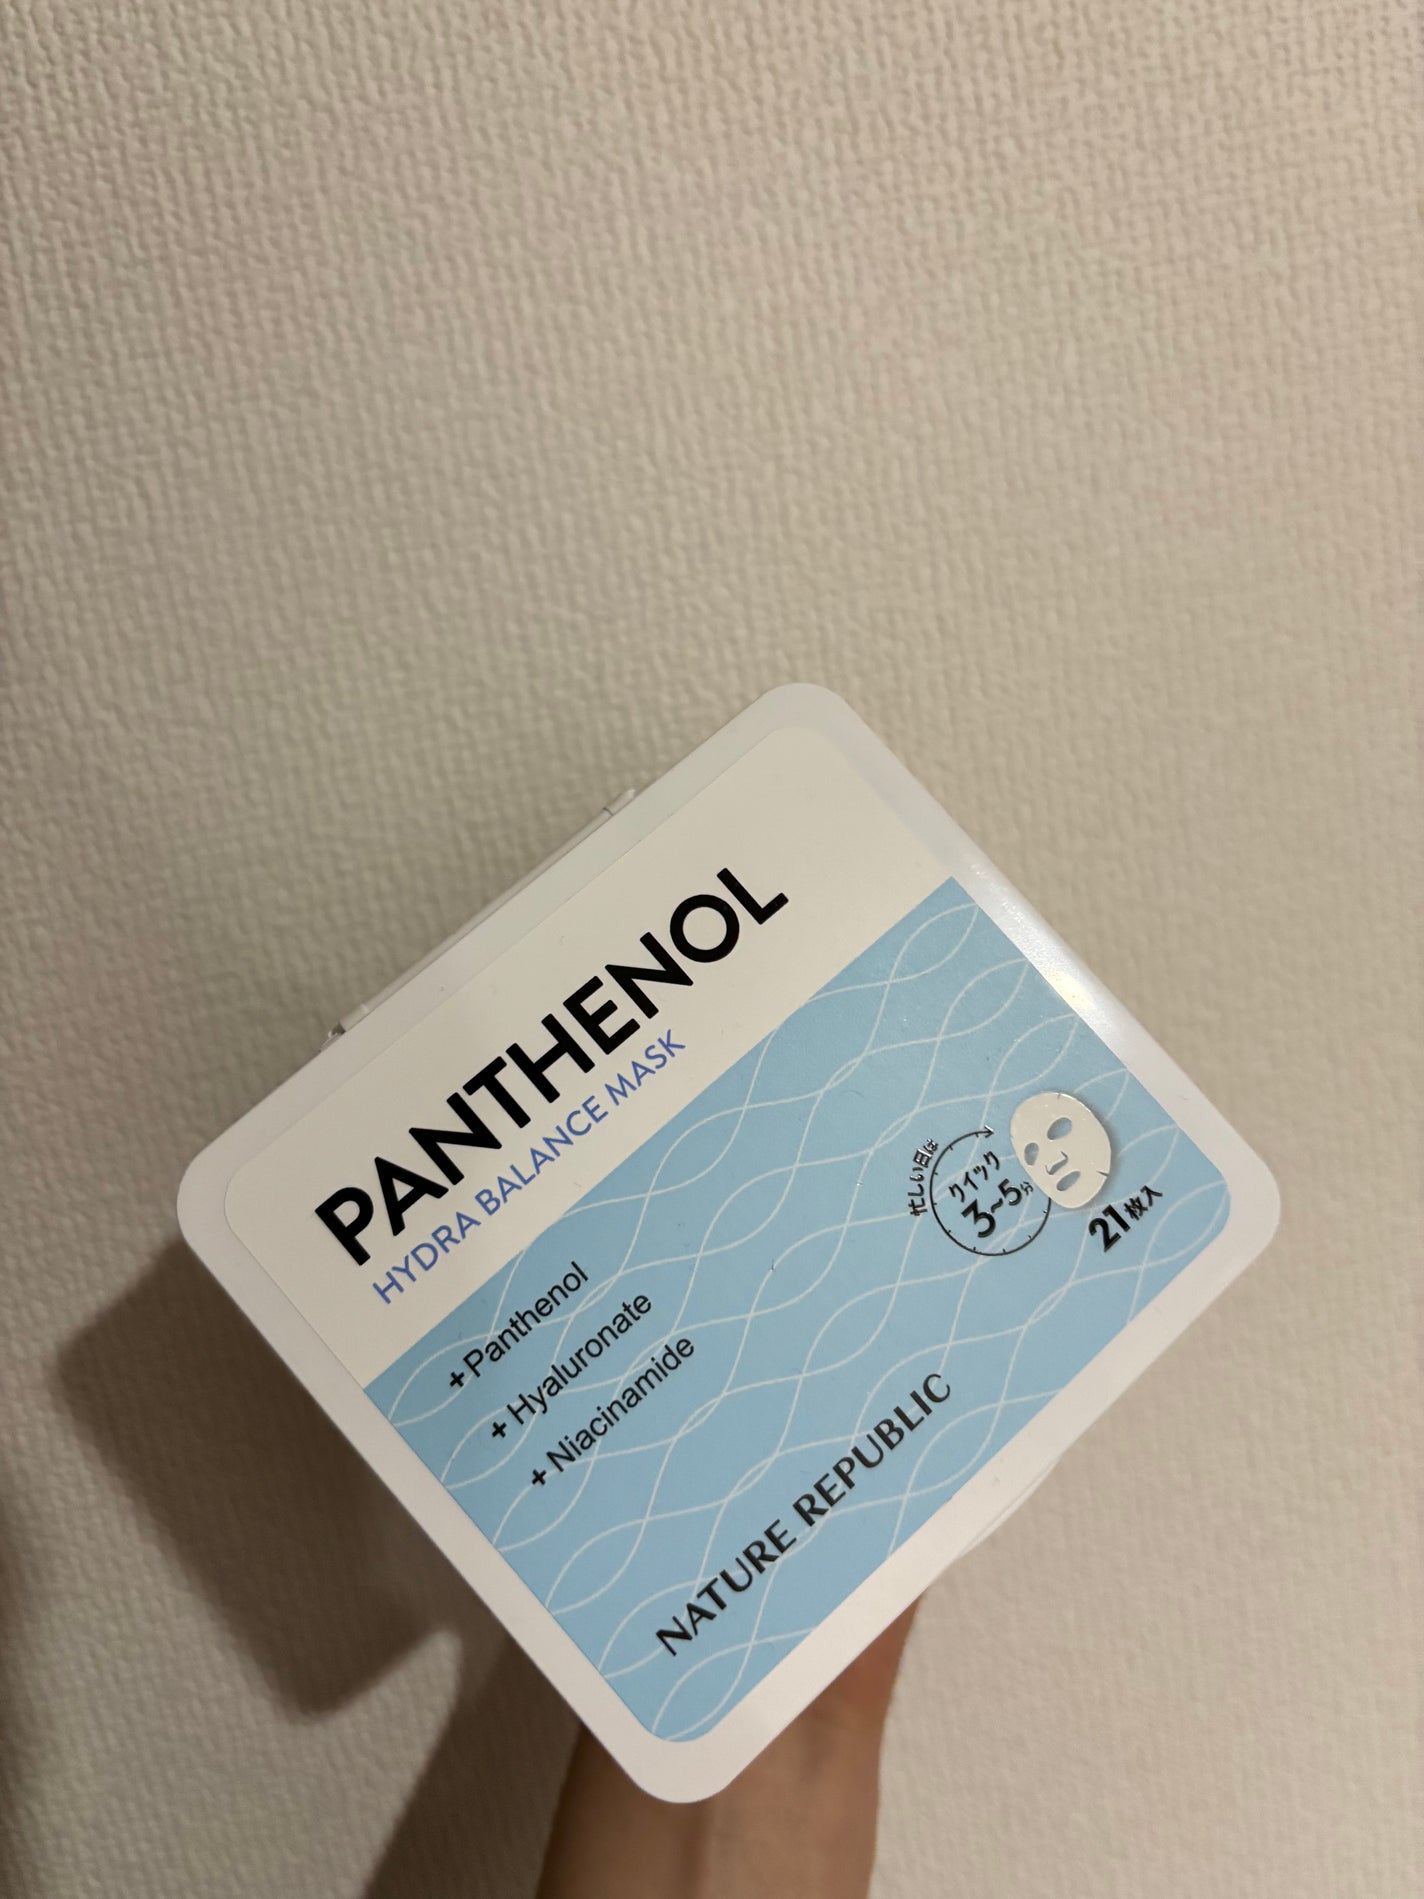 PANTHENOL
HYDRA BALANCE MASK
+ Panthenol
+ Hyaluronate
+ Niacinamide
忙しい日は
クイック
3~5分
21枚入
NATURE REPUBLIC